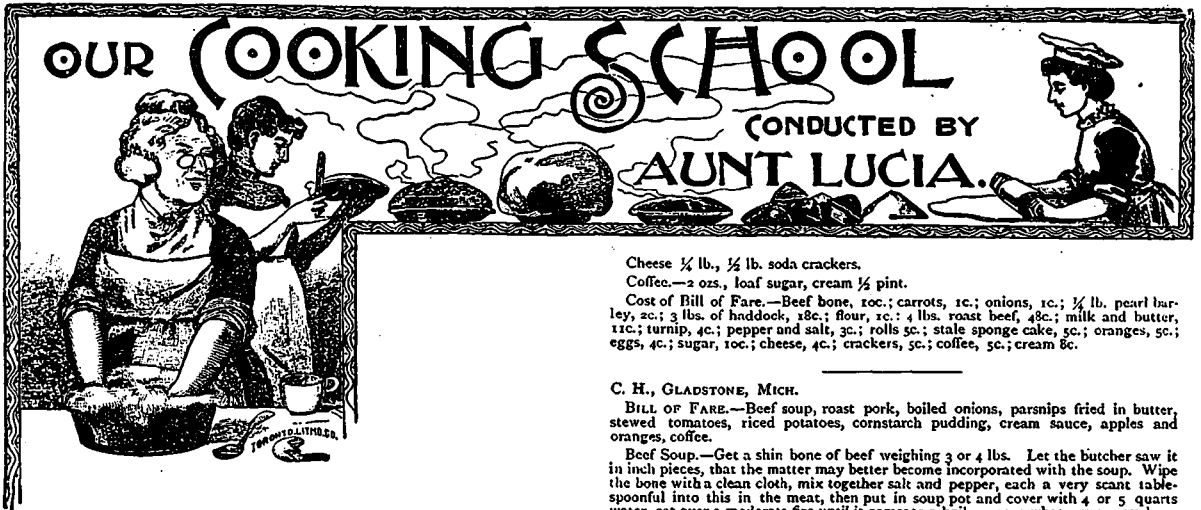 OUR COOKING SCHOOL
CONDUCTED BY
AUNT LUCIA.
TORONTO LITHO. CO.
Cheese ¼ lb., ½ lb. soda crackers.
Coffee.—2 ozs., loaf sugar, cream ½ pint.
Cost of Bill of Fare.—Beef bone, 10c.; carrots, 1c.; onions, 1c.; ¼ lb. pearl bar-
ley, 2c.; 3 lbs. of haddock, 18c.; flour, 1c.: 4 lbs. roast beef, 48c.; milk and butter,
11c.; turnip, 4c.; pepper and salt, 3c.; rolls 5c.; stale sponge cake, 5c.; oranges, 5c.;
eggs, 4c.; sugar, 10c.; cheese, 4c.; crackers, 5c.; coffee, 5c.; cream 8c.
C. H., GLADSTONE, MICH.
BILL OF FARE.—Beef soup, roast pork, boiled onions, parsnips fried in butter,
stewed tomatoes, riced potatoes, cornstarch pudding, cream sauce, apples and
oranges, coffee.
Beef Soup.—Get a shin bone of beef weighing 3 or 4 lbs. Let the butcher saw it
in inch pieces, that the matter may better become incorporated with the soup. Wipe
the bone with a clean cloth, mix together salt and pepper, each a very scant table-
spoonful into this in the meat, then put in soup pot and cover with 4 or 5 quarts